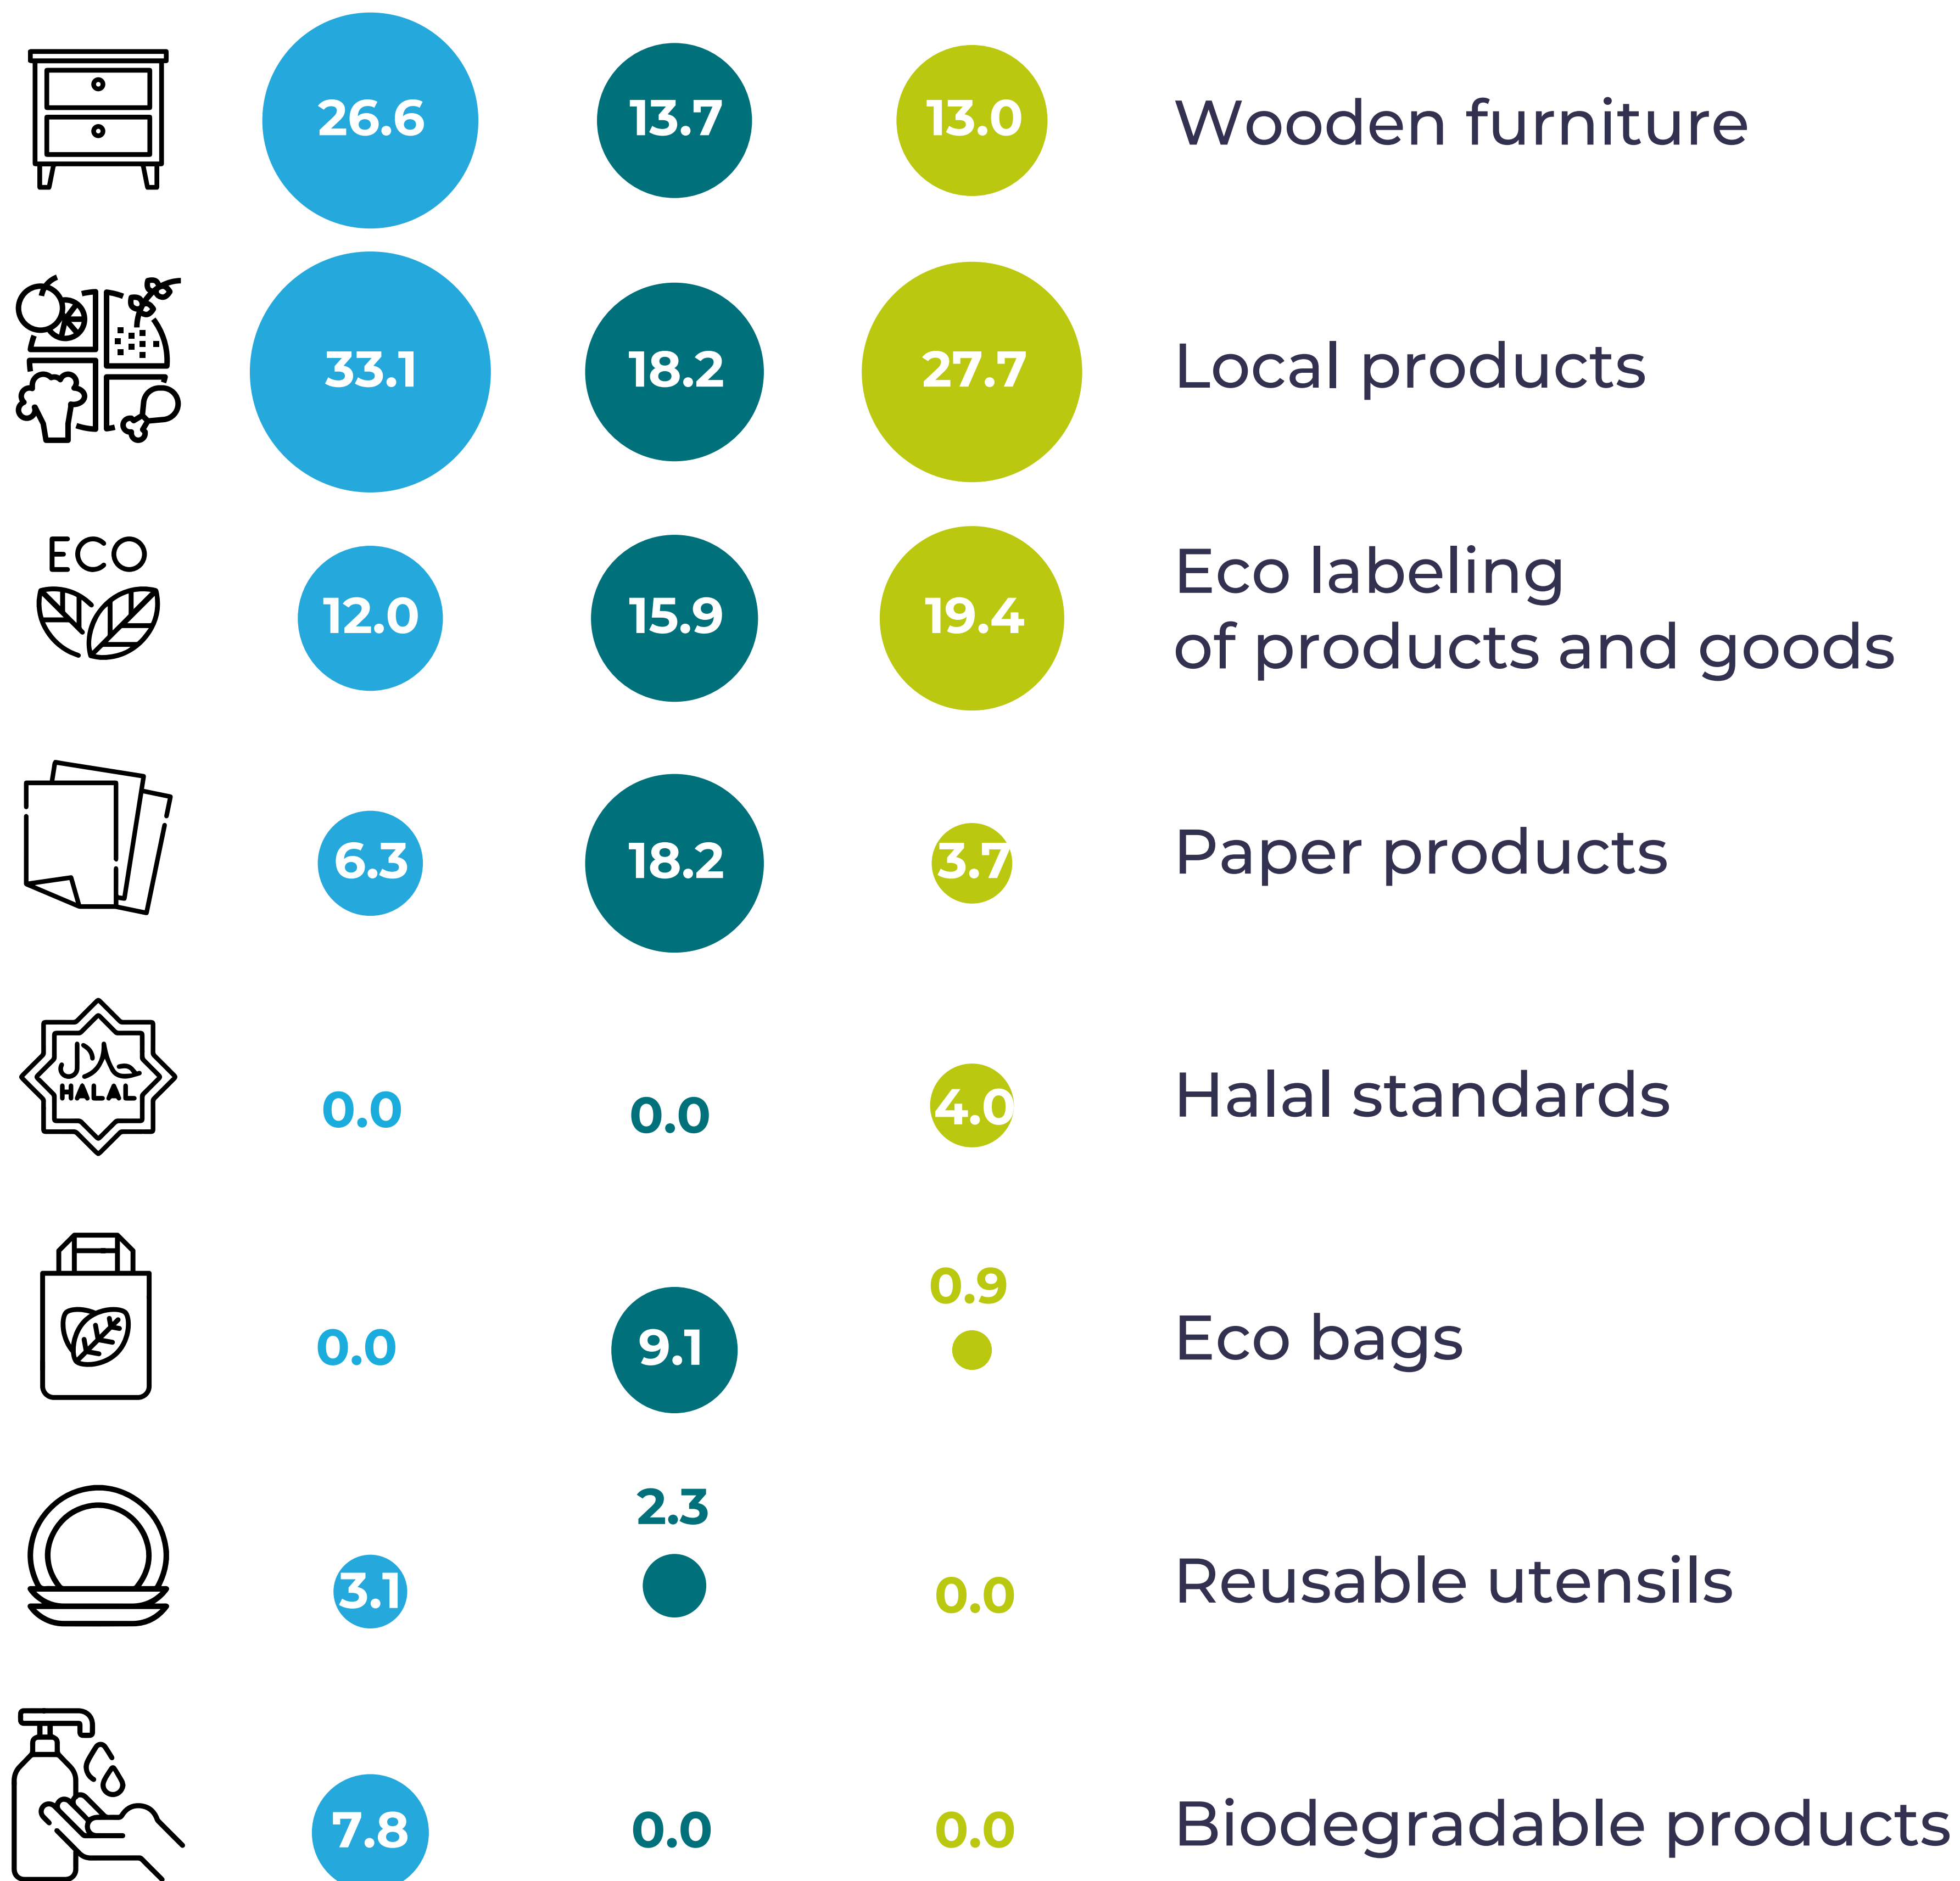 26.6 13.7 13.0 Wooden furniture
33.1 18.2 27.7 Local products
ECO
12.0 15.9 19.4 Eco labeling
of products and goods
6.3 18.2 3.7 Paper products
HALAL
0.0 0.0 4.0 Halal standards
0.0 9.1 0.9 Eco bags
3.1 2.3 0.0 Reusable utensils
7.8 0.0 0.0 Biodegradable products